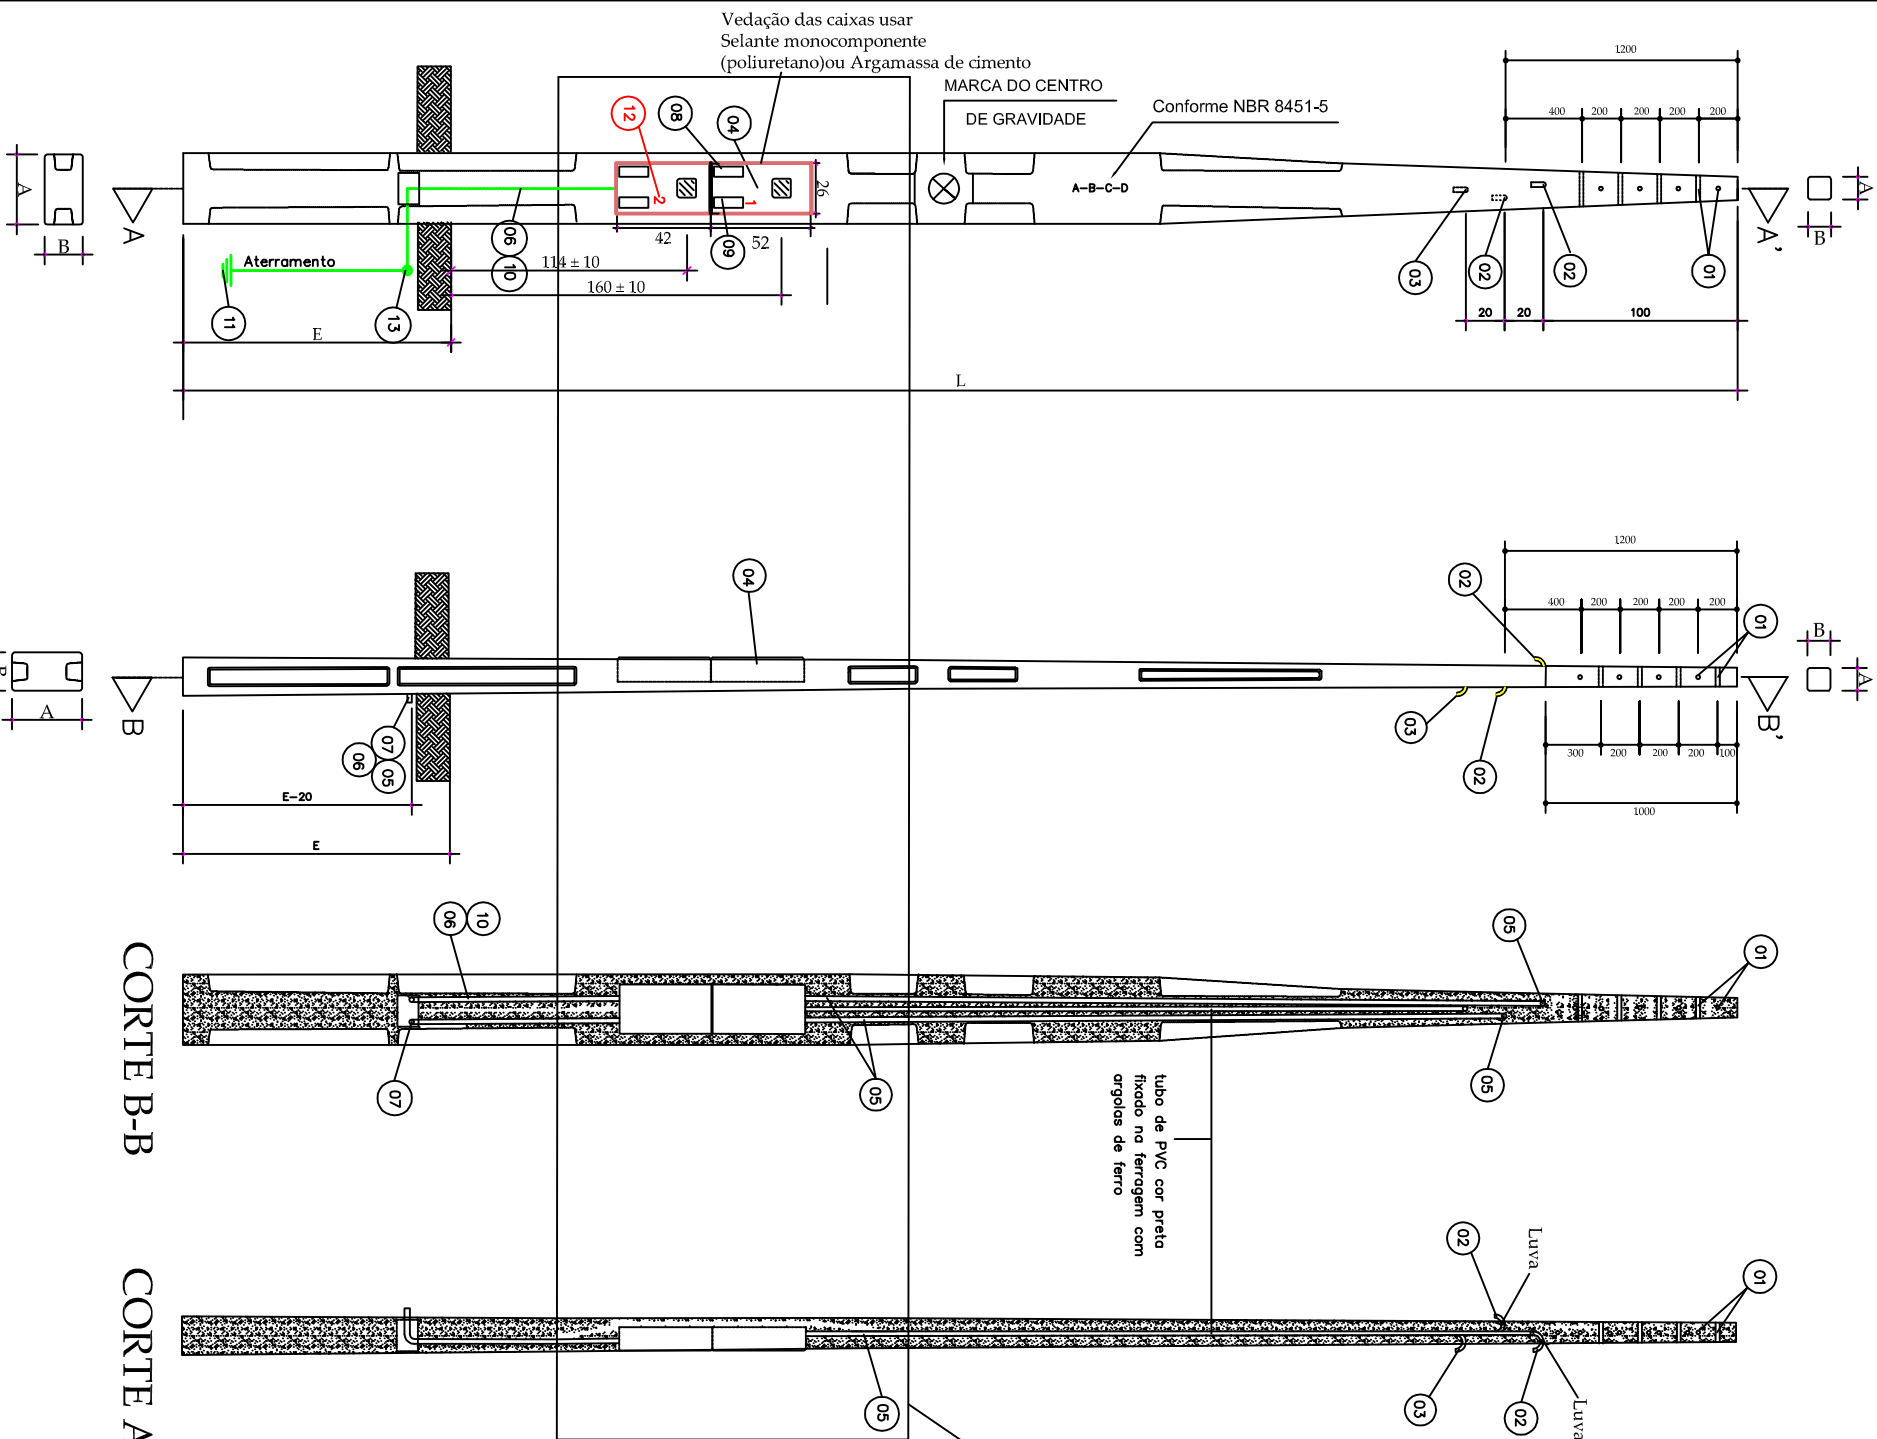 Vedação das caixas usar
Selante monocomponente
(poliuretano)ou Argamassa de cimento
MARCA DO CENTRO
DE GRAVIDADE
Conforme NBR 8451-5
1200
400 200 200 200 200
12 08 04
A B
A
A-B-C-D
26
2 1
A'
A
B
42 52
06 10 09
Aterramento
114 ± 10
160 ± 10
11 13
E
03 02 02 01
20 20 100
L
1200
400 200 200 200 200
04 02 01
B
A
B
A
B
B'
03 02
07 06 05
300 200 200 200 100
1000
E-20
E
06 10 05 01
CORTE B-B
07 05 05
tubo de PVC cor preta
fixado na ferragem com
argolas de ferro
02 Luva 01
CORTE A
05 03 02 Luva